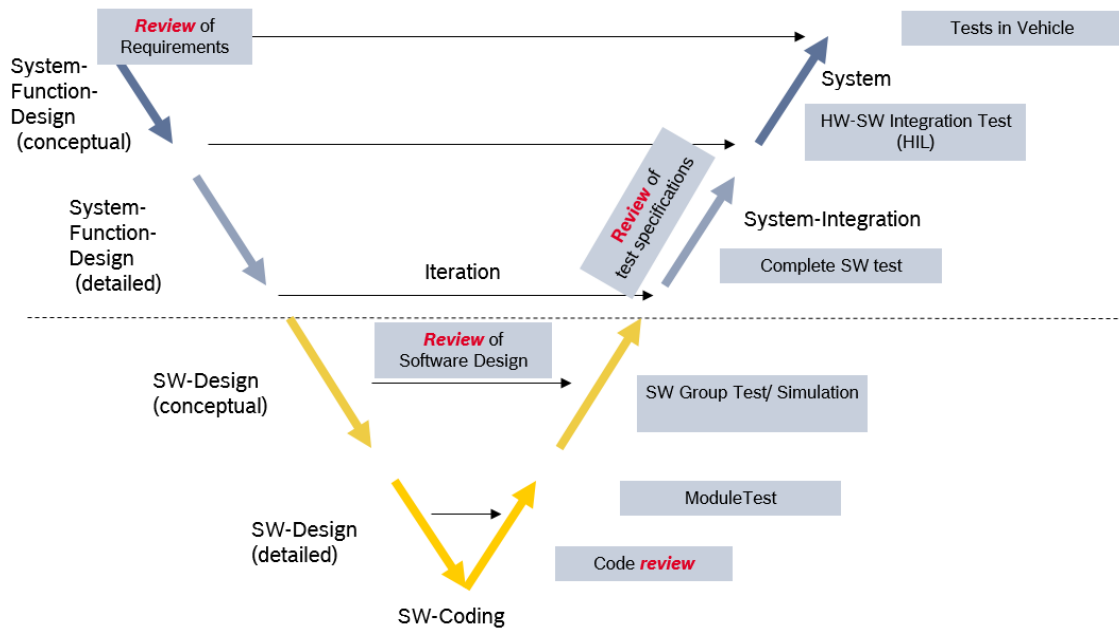 Review of
Requirements
Tests in Vehicle
System-
Function-
Design
(conceptual)
System
HW-SW Integration Test
(HIL)
Review of
test specifications
System-
Function-
Design
(detailed)
System-Integration
Complete SW test
Iteration
Review of
Software Design
SW-Design
(conceptual)
SW Group Test/ Simulation
ModuleTest
SW-Design
(detailed)
Code review
SW-Coding